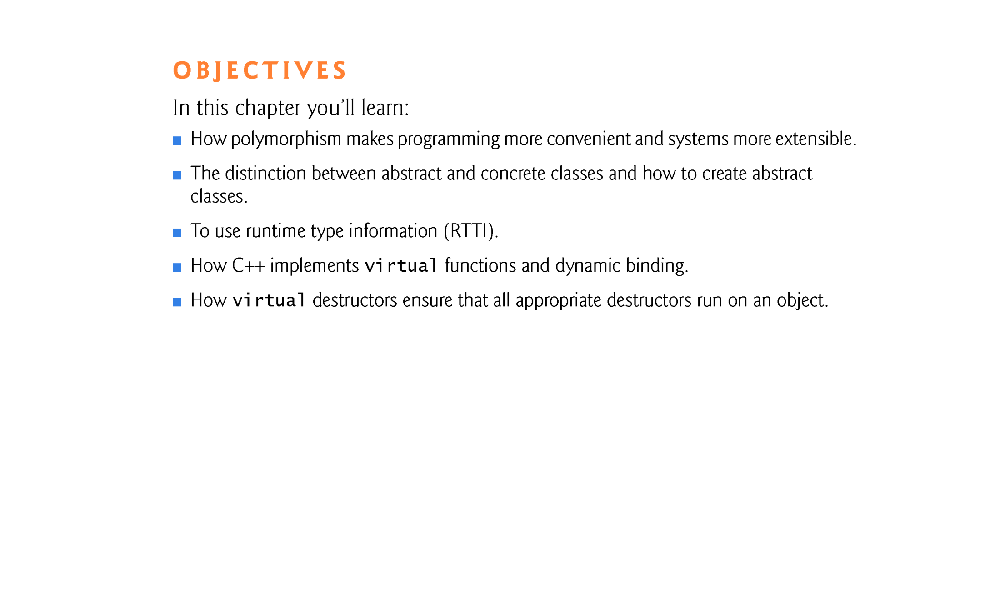 OBJECTIVES
In this chapter you’ll learn:
■ How polymorphism makes programming more convenient and systems more extensible.
■ The distinction between abstract and concrete classes and how to create abstract
classes.
■ To use runtime type information (RTTI).
■ How C++ implements virtual functions and dynamic binding.
■ How virtual destructors ensure that all appropriate destructors run on an object.